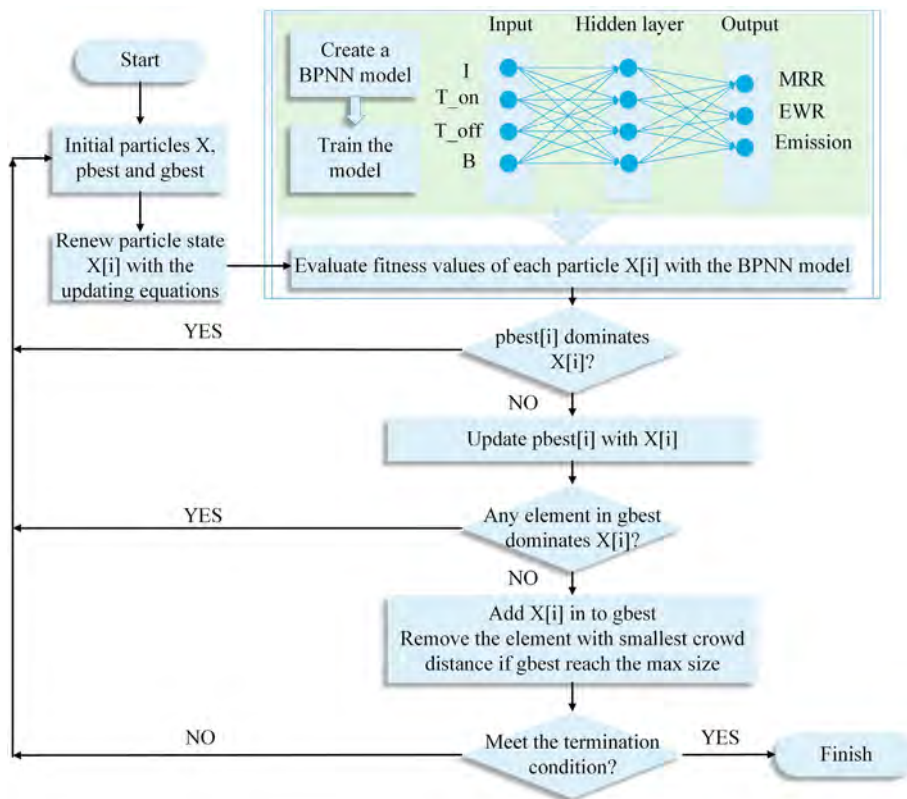 Start
Initial particles X,
pbest and gbest
Renew particle state
X[i] with the
updating equations
Create a
BPNN model
Train the
model
Input
Hidden layer
Output
I
T_on
T_off
B
MRR
EWR
Emission
Evaluate fitness values of each particle X[i] with the BPNN model
pbest[i] dominates
X[i]?
YES
NO
Update pbest[i] with X[i]
Any element in gbest
dominates X[i]?
YES
NO
Add X[i] in to gbest
Remove the element with smallest crowd
distance if gbest reach the max size
Meet the termination
condition?
NO
YES
Finish